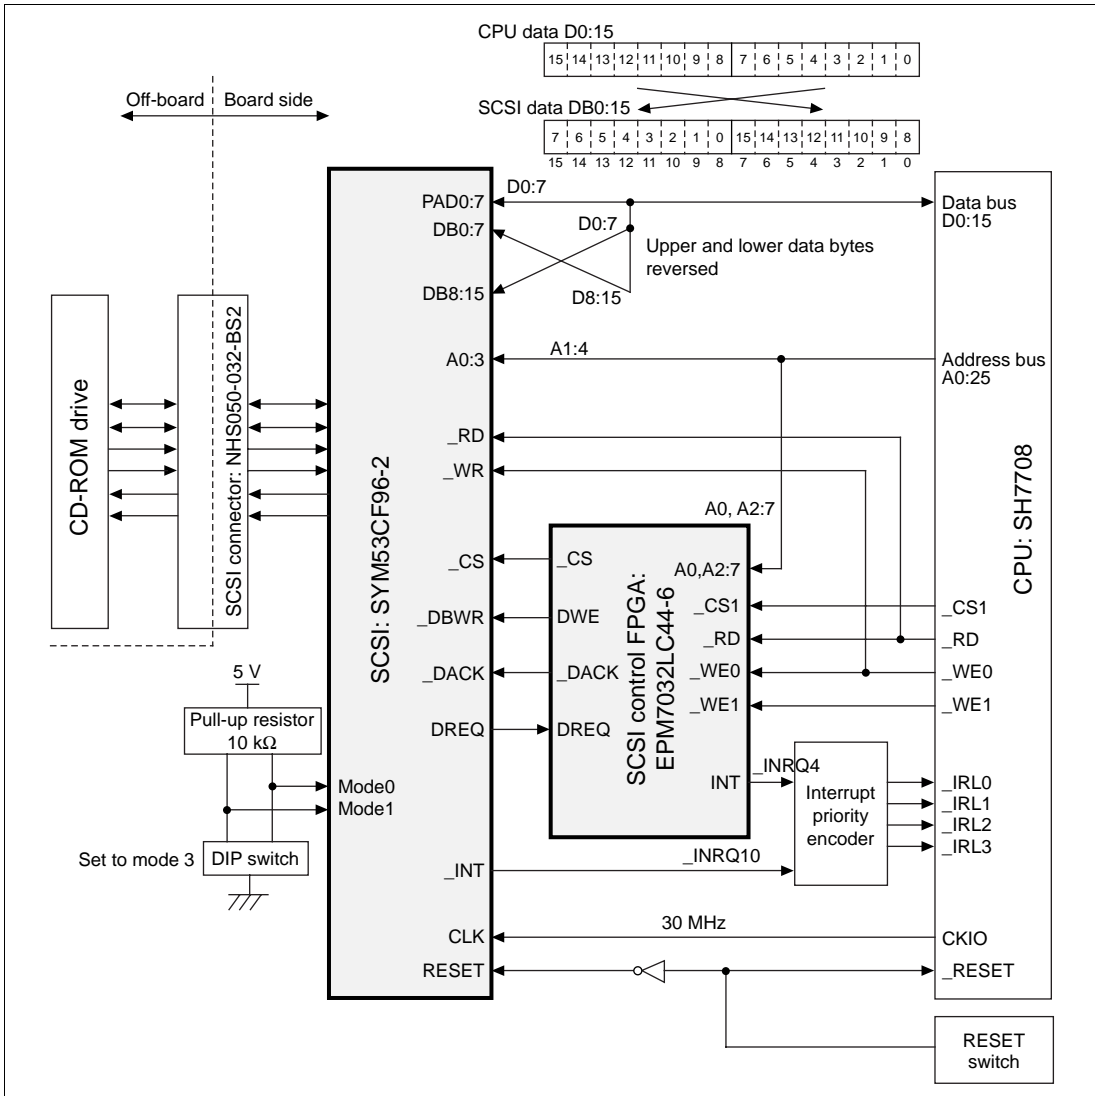 CPU data D0:15
15 14 13 12 11 10 9 8 7 6 5 4 3 2 1 0
Off-board
Board side
SCSI data DB0:15
7 6 5 4 3 2 1 0 15 14 13 12 11 10 9 8
15 14 13 12 11 10 9 8 7 6 5 4 3 2 1 0
CD-ROM drive
SCSI connector: NHS050-032-BS2
SCSI: SYM53CF96-2
PAD0:7
DB0:7
DB8:15
A0:3
_RD
_WR
_CS
_DBWR
_DACK
DREQ
Mode0
Mode1
_INT
CLK
RESET
D0:7
D0:7
D8:15
Upper and lower data bytes
reversed
A1:4
A0, A2:7
SCSI control FPGA:
EPM7032LC44-6
_CS
DWE
_DACK
DREQ
A0,A2:7
_CS1
_RD
_WE0
_WE1
INT
_INRQ4
Interrupt
priority
encoder
_INRQ10
30 MHz
CPU: SH7708
Data bus
D0:15
Address bus
A0:25
_CS1
_RD
_WE0
_WE1
_IRL0
_IRL1
_IRL2
_IRL3
CKIO
_RESET
RESET
switch
5 V
Pull-up resistor
10 kΩ
Set to mode 3
DIP switch